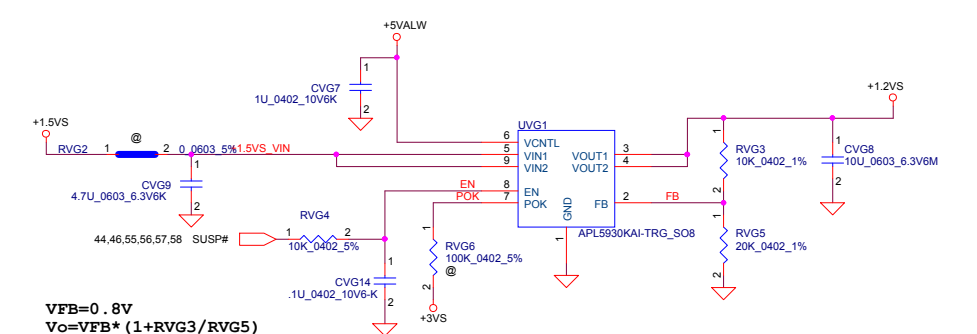 +5VALW
1
CVG7
1U_0402_10V6K
2
+1.2VS
+1.5VS
@
RVG2 1 2 0_0603_5% +1.5VS_VIN
CVG9
4.7U_0603_6.3V6K
1
2
UVG1
6 VCNTL
5 VIN1
9 VIN2
8 EN
7 POK
VOUT1 3
VOUT2 4
FB 2
GND
1
APL5930KAI-TRG_SO8
EN
POK
FB
1
RVG3
10K_0402_1%
2
1
CVG8
10U_0603_6.3V6M
2
1
RVG5
20K_0402_1%
2
RVG4
44,46,55,56,57,58 SUSP# 1 2
10K_0402_5%
1
CVG14
.1U_0402_10V6-K
2
1
RVG6
100K_0402_5%
@
2
+3VS
VFB=0.8V
Vo=VFB*(1+RVG3/RVG5)